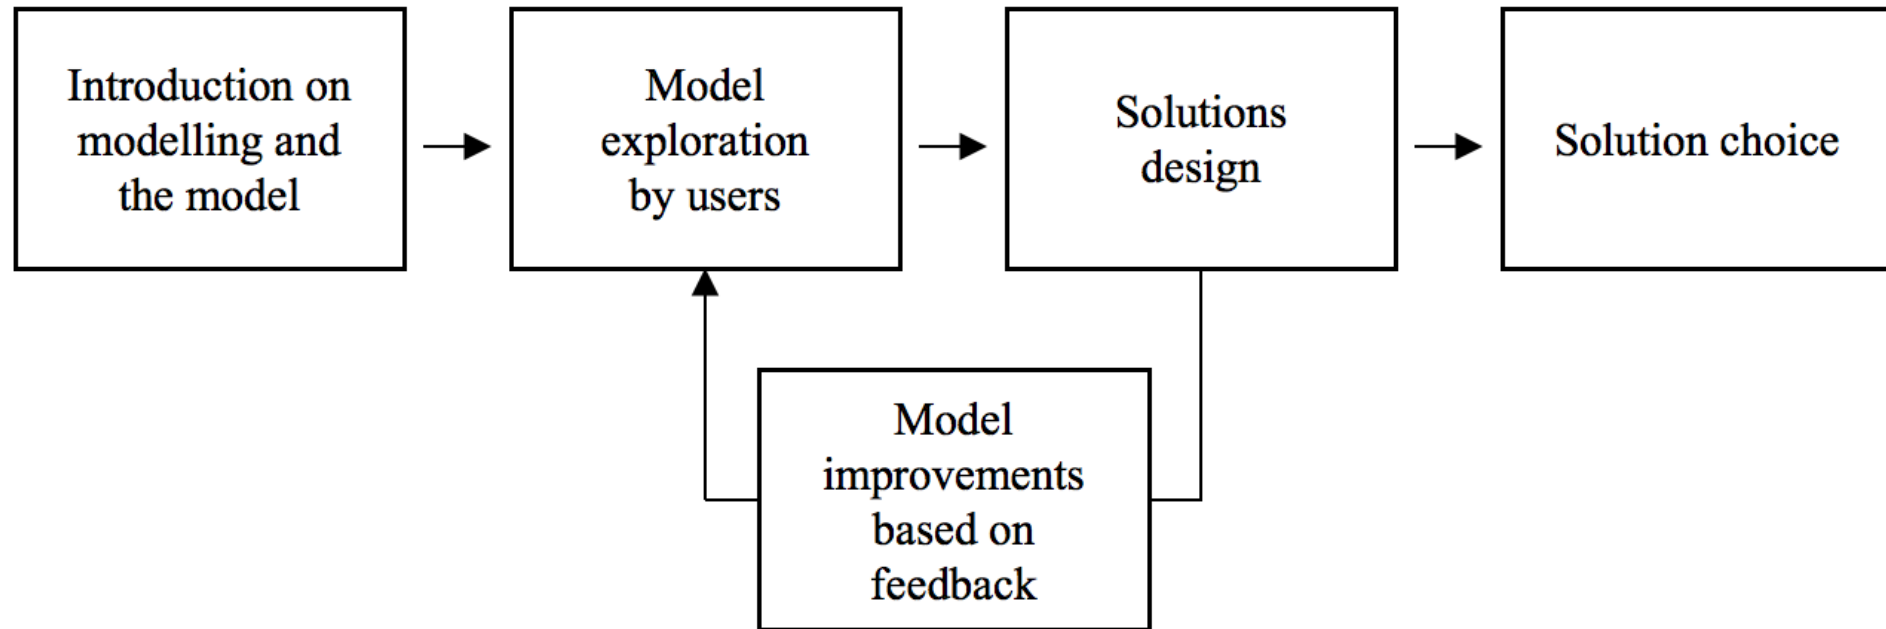 Introduction on
modelling and
the model
Model
exploration
by users
Solutions
design
Solution choice
Model
improvements
based on
feedback